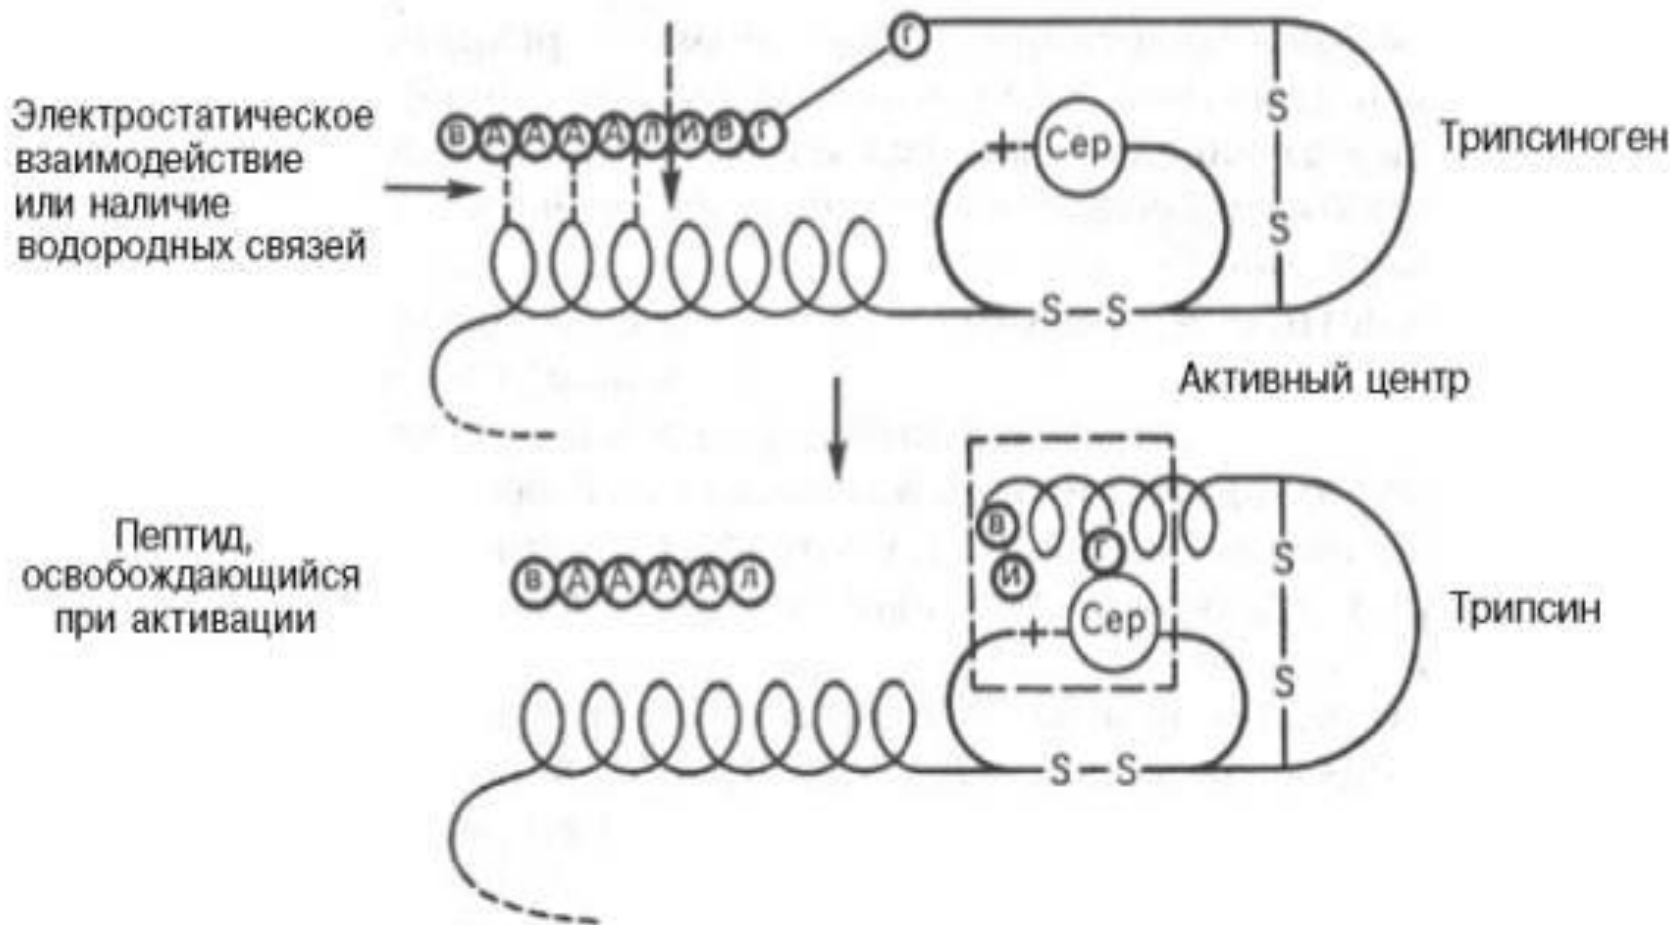 Г
Электростатическое
взаимодействие
или наличие
водородных связей
В Д Д Д Д Л И В Г
+ Сер
S
S
S S
Трипсиноген
Активный центр
Пептид,
освобождающийся
при активации
В Д Д Д Д Л
В
И
Г
+ Сер
S
S
S S
Трипсин